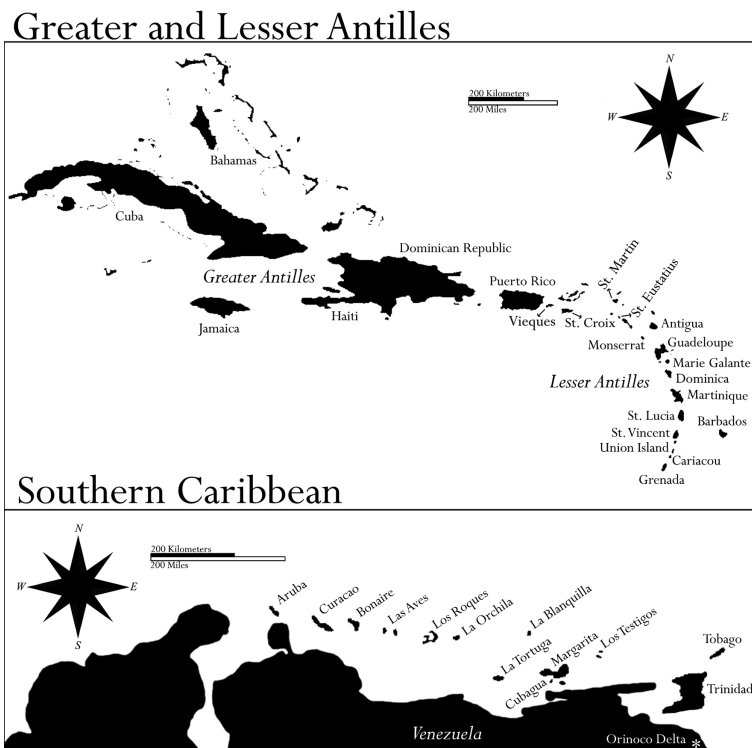 Greater and Lesser Antilles
N
W
E
S
200 Kilometers
200 Miles
Bahamas
Cuba
Greater Antilles
Dominican Republic
Jamaica
Haiti
Puerto Rico
Vieques
St. Croix
St. Martin
St. Eustatius
Antigua
Monserrat
Guadeloupe
Marie Galante
Lesser Antilles
Dominica
Martinique
St. Lucia
Barbados
St. Vincent
Union Island
Cariacou
Grenada
Southern Caribbean
N
W
E
S
200 Kilometers
200 Miles
Aruba
Curacao
Bonaire
Las Aves
Los Roques
La Orchila
La Blanquilla
La Tortuga
Margarita
Los Testigos
Cubagua
Tobago
Trinidad
Venezuela
Orinoco Delta *